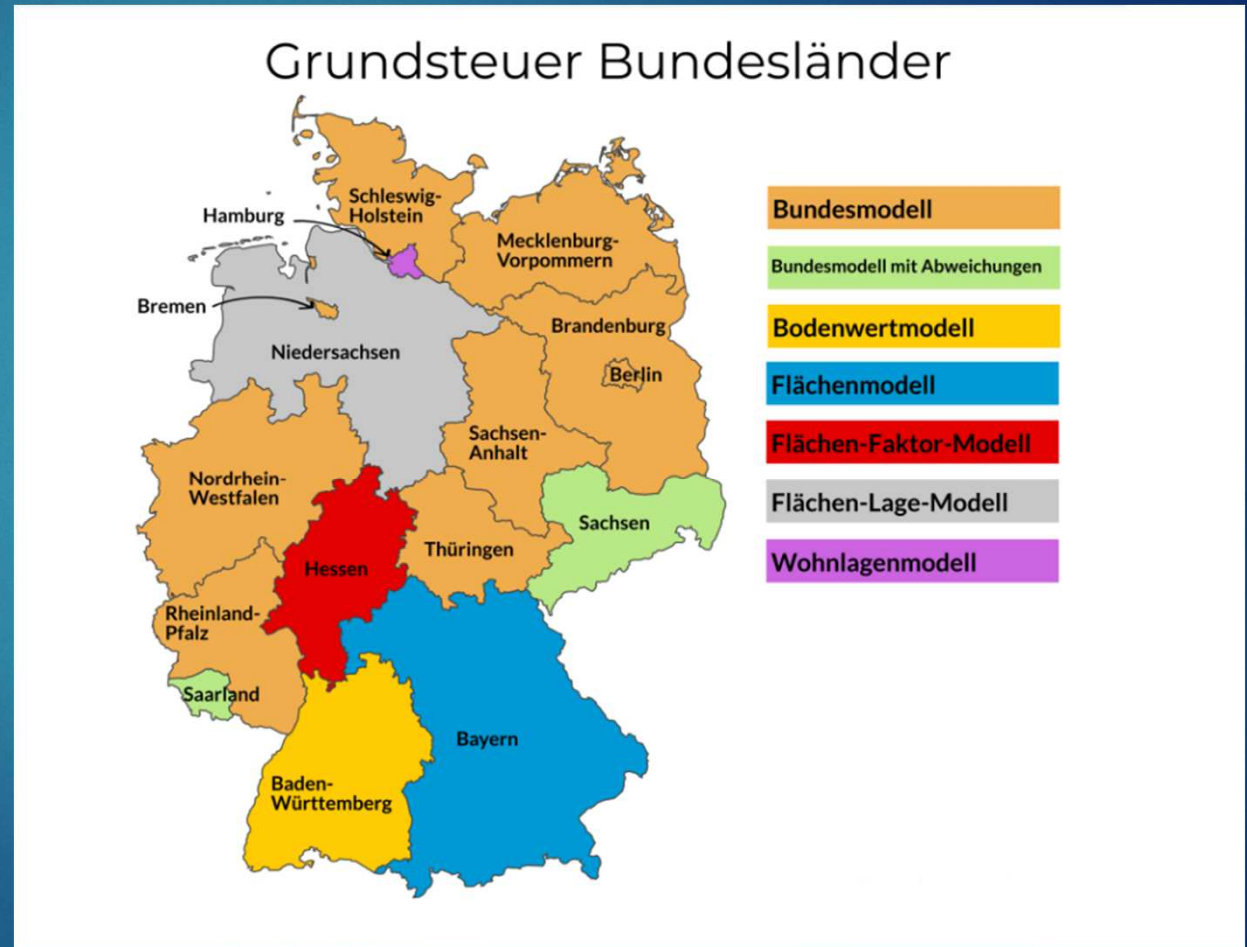 Grundsteuer Bundesländer
Schleswig-
Holstein
Hamburg
Mecklenburg-
Vorpommern
Bremen
Brandenburg
Niedersachsen
Berlin
Sachsen-
Anhalt
Nordrhein-
Westfalen
Sachsen
Thüringen
Hessen
Rheinland-
Pfalz
Saarland
Bayern
Baden-
Württemberg
Bundesmodell
Bundesmodell mit Abweichungen
Bodenwertmodell
Flächenmodell
Flächen-Faktor-Modell
Flächen-Lage-Modell
Wohnlagenmodell